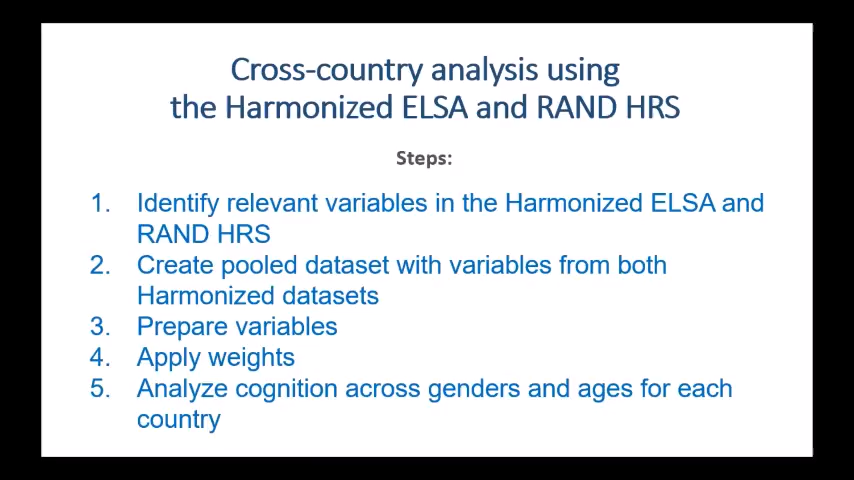 Cross-country analysis using
the Harmonized ELSA and RAND HRS
Steps:
1. Identify relevant variables in the Harmonized ELSA and
RAND HRS
2. Create pooled dataset with variables from both
Harmonized datasets
3. Prepare variables
4. Apply weights
5. Analyze cognition across genders and ages for each
country